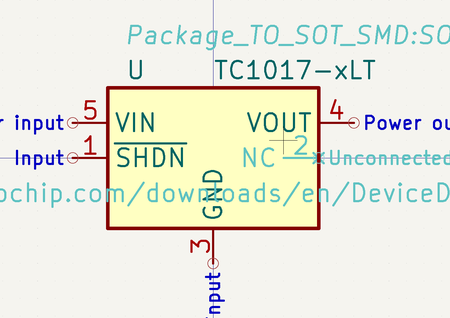 Package_TO_SOT_SMD:SO
U TC1017-xLT
5 4
r input VIN VOUT Power ou
1 2
Input SHDN NC Unconnected
ochip.com/downloads/en/DeviceD
GND
3
Input